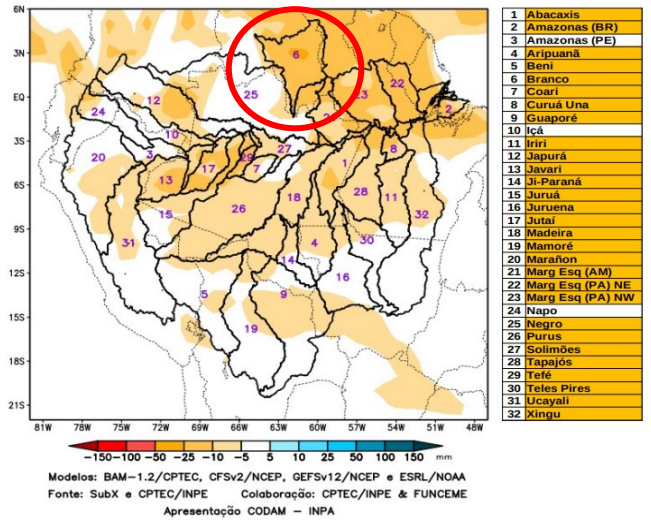 6N
3N
EQ
3S
6S
9S
12S
15S
18S
21S
81W 78W 75W 72W 69W 66W 63W 60W 57W 54W 51W 48W
6
22
23
25
12
24
2
10
27
8
20
3
29
7
1
13
17
28
11
18
15
26
32
31
4
30
14
16
5
9
19
-150 -100 -50 -25 -10 -5 5 10 25 50 100 150 mm
Modelos: BAM-1.2/CPTEC, CFSv2/NCEP, GEFSv12/NCEP e ESRL/NOAA
Fonte: SubX e CPTEC/INPE Colaboração: CPTEC/INPE & FUNCEME
Apresentação CODAM - INPA
1 Abacaxis
2 Amazonas (BR)
3 Amazonas (PE)
4 Aripuanã
5 Beni
6 Branco
7 Coari
8 Curuá Una
9 Guaporé
10 Içá
11 Iriri
12 Japurá
13 Javari
14 Ji-Paraná
15 Juruá
16 Juruena
17 Jutaí
18 Madeira
19 Mamoré
20 Marañon
21 Marg Esq (AM)
22 Marg Esq (PA) NE
23 Marg Esq (PA) NW
24 Napo
25 Negro
26 Purus
27 Solimões
28 Tapajós
29 Tefé
30 Teles Pires
31 Ucayali
32 Xingu